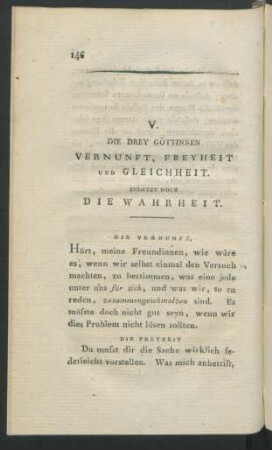 146
V.
DIE DREY GÖTTINNEN
VERNUNFT, FREYHEIT
UND GLEICHHEIT.
ZULETZT NOCH
DIE WAHRHEIT.
DIE VERNUNFT.
Hört, meine Freundinnen, wie wäre
es, wenn wir selbst einmal den Versuch
machten, zu bestimmen, was eine jede
unter uns für sich, und was wir, so zu
reden, zusammengeschmolzen sind. Es
müſste doch nicht gut seyn, wenn wir
dies Problem nicht lösen sollten.
DIE FREYHEIT
Du muſst dir die Sache wirklich fe-
derleicht vorstellen. Was mich anbetrift,